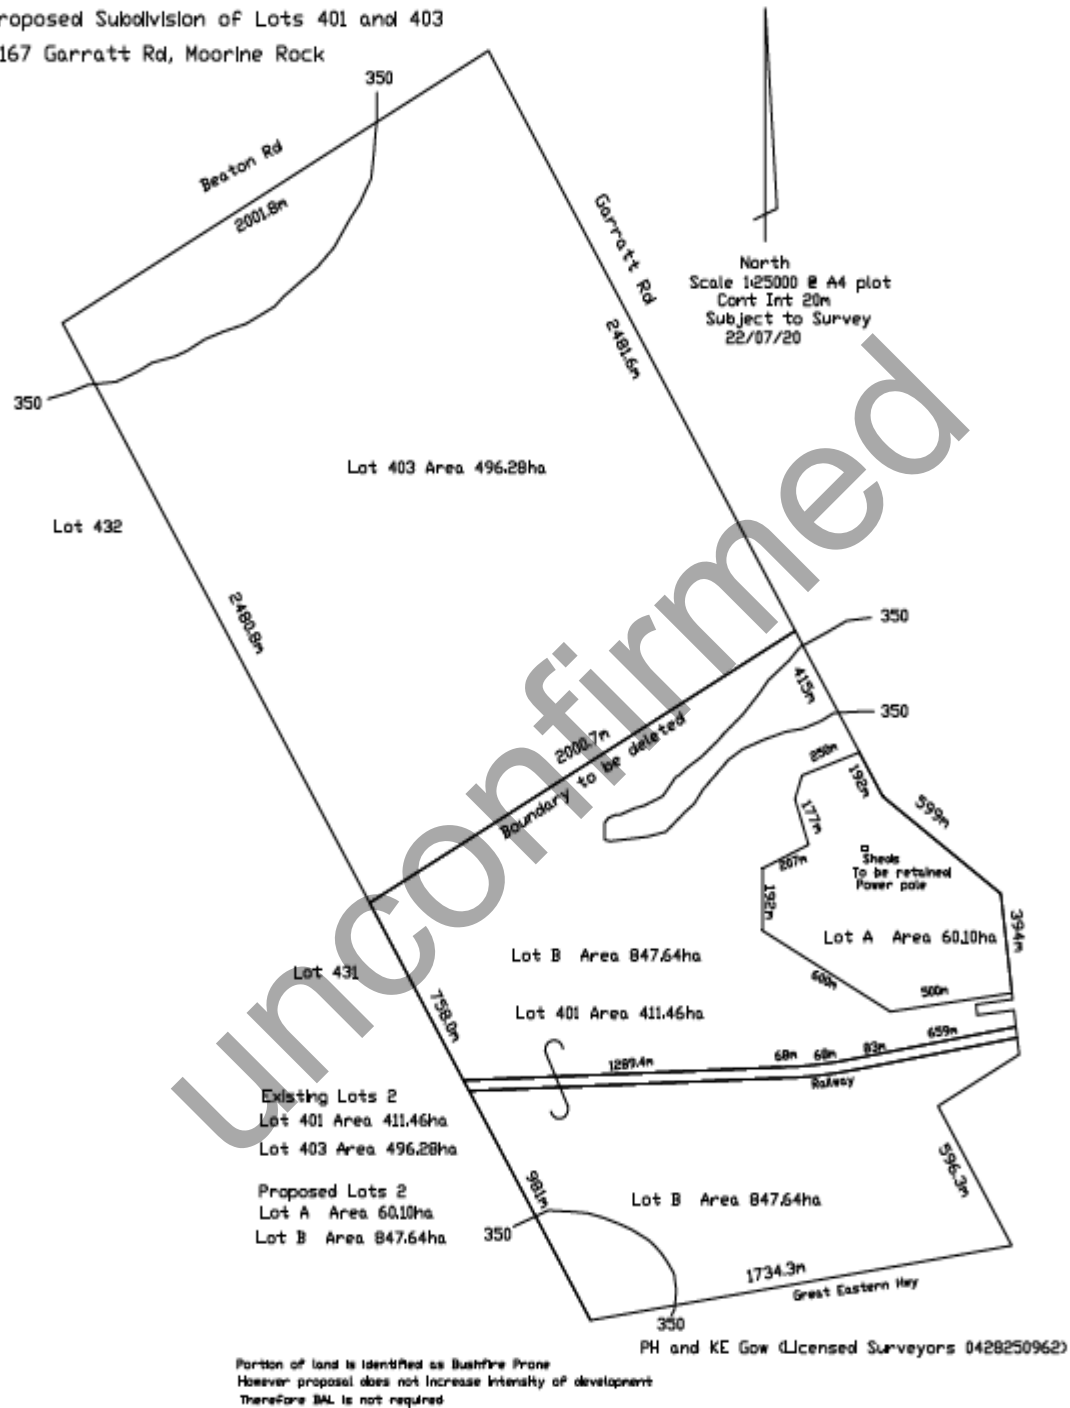 roposed Subdivision of Lots 401 and 403
167 Garratt Rd, Moorine Rock
350
Beaton Rd
2001.8m
Garratt Rd
2481.6m
North
Scale 1:25000 @ A4 plot
Cont Int 20m
Subject to Survey
22/07/20
350
Lot 403 Area 496.28ha
Lot 432
2480.8m
unconfirmed
350
415m
350
2000.7m
Boundary to be deleted
250m
192m
177m
599m
207m
Sheds
To be retained
Power pole
192m
Lot A Area 60.10ha
394m
Lot B Area 847.64ha
600m
500m
Lot 431
758.0m
Lot 401 Area 411.46ha
1289.4m
68m
68m
83m
659m
Railway
Existing Lots 2
Lot 401 Area 411.46ha
Lot 403 Area 496.28ha
Proposed Lots 2
Lot A Area 60.10ha
Lot B Area 847.64ha
981m
350
Lot B Area 847.64ha
596.3m
1734.3m
Great Eastern Hwy
350
PH and KE Gow (Licensed Surveyors 0428250962)
Portion of land is identified as Bushfire Prone
However proposal does not increase intensity of development
Therefore BAL is not required